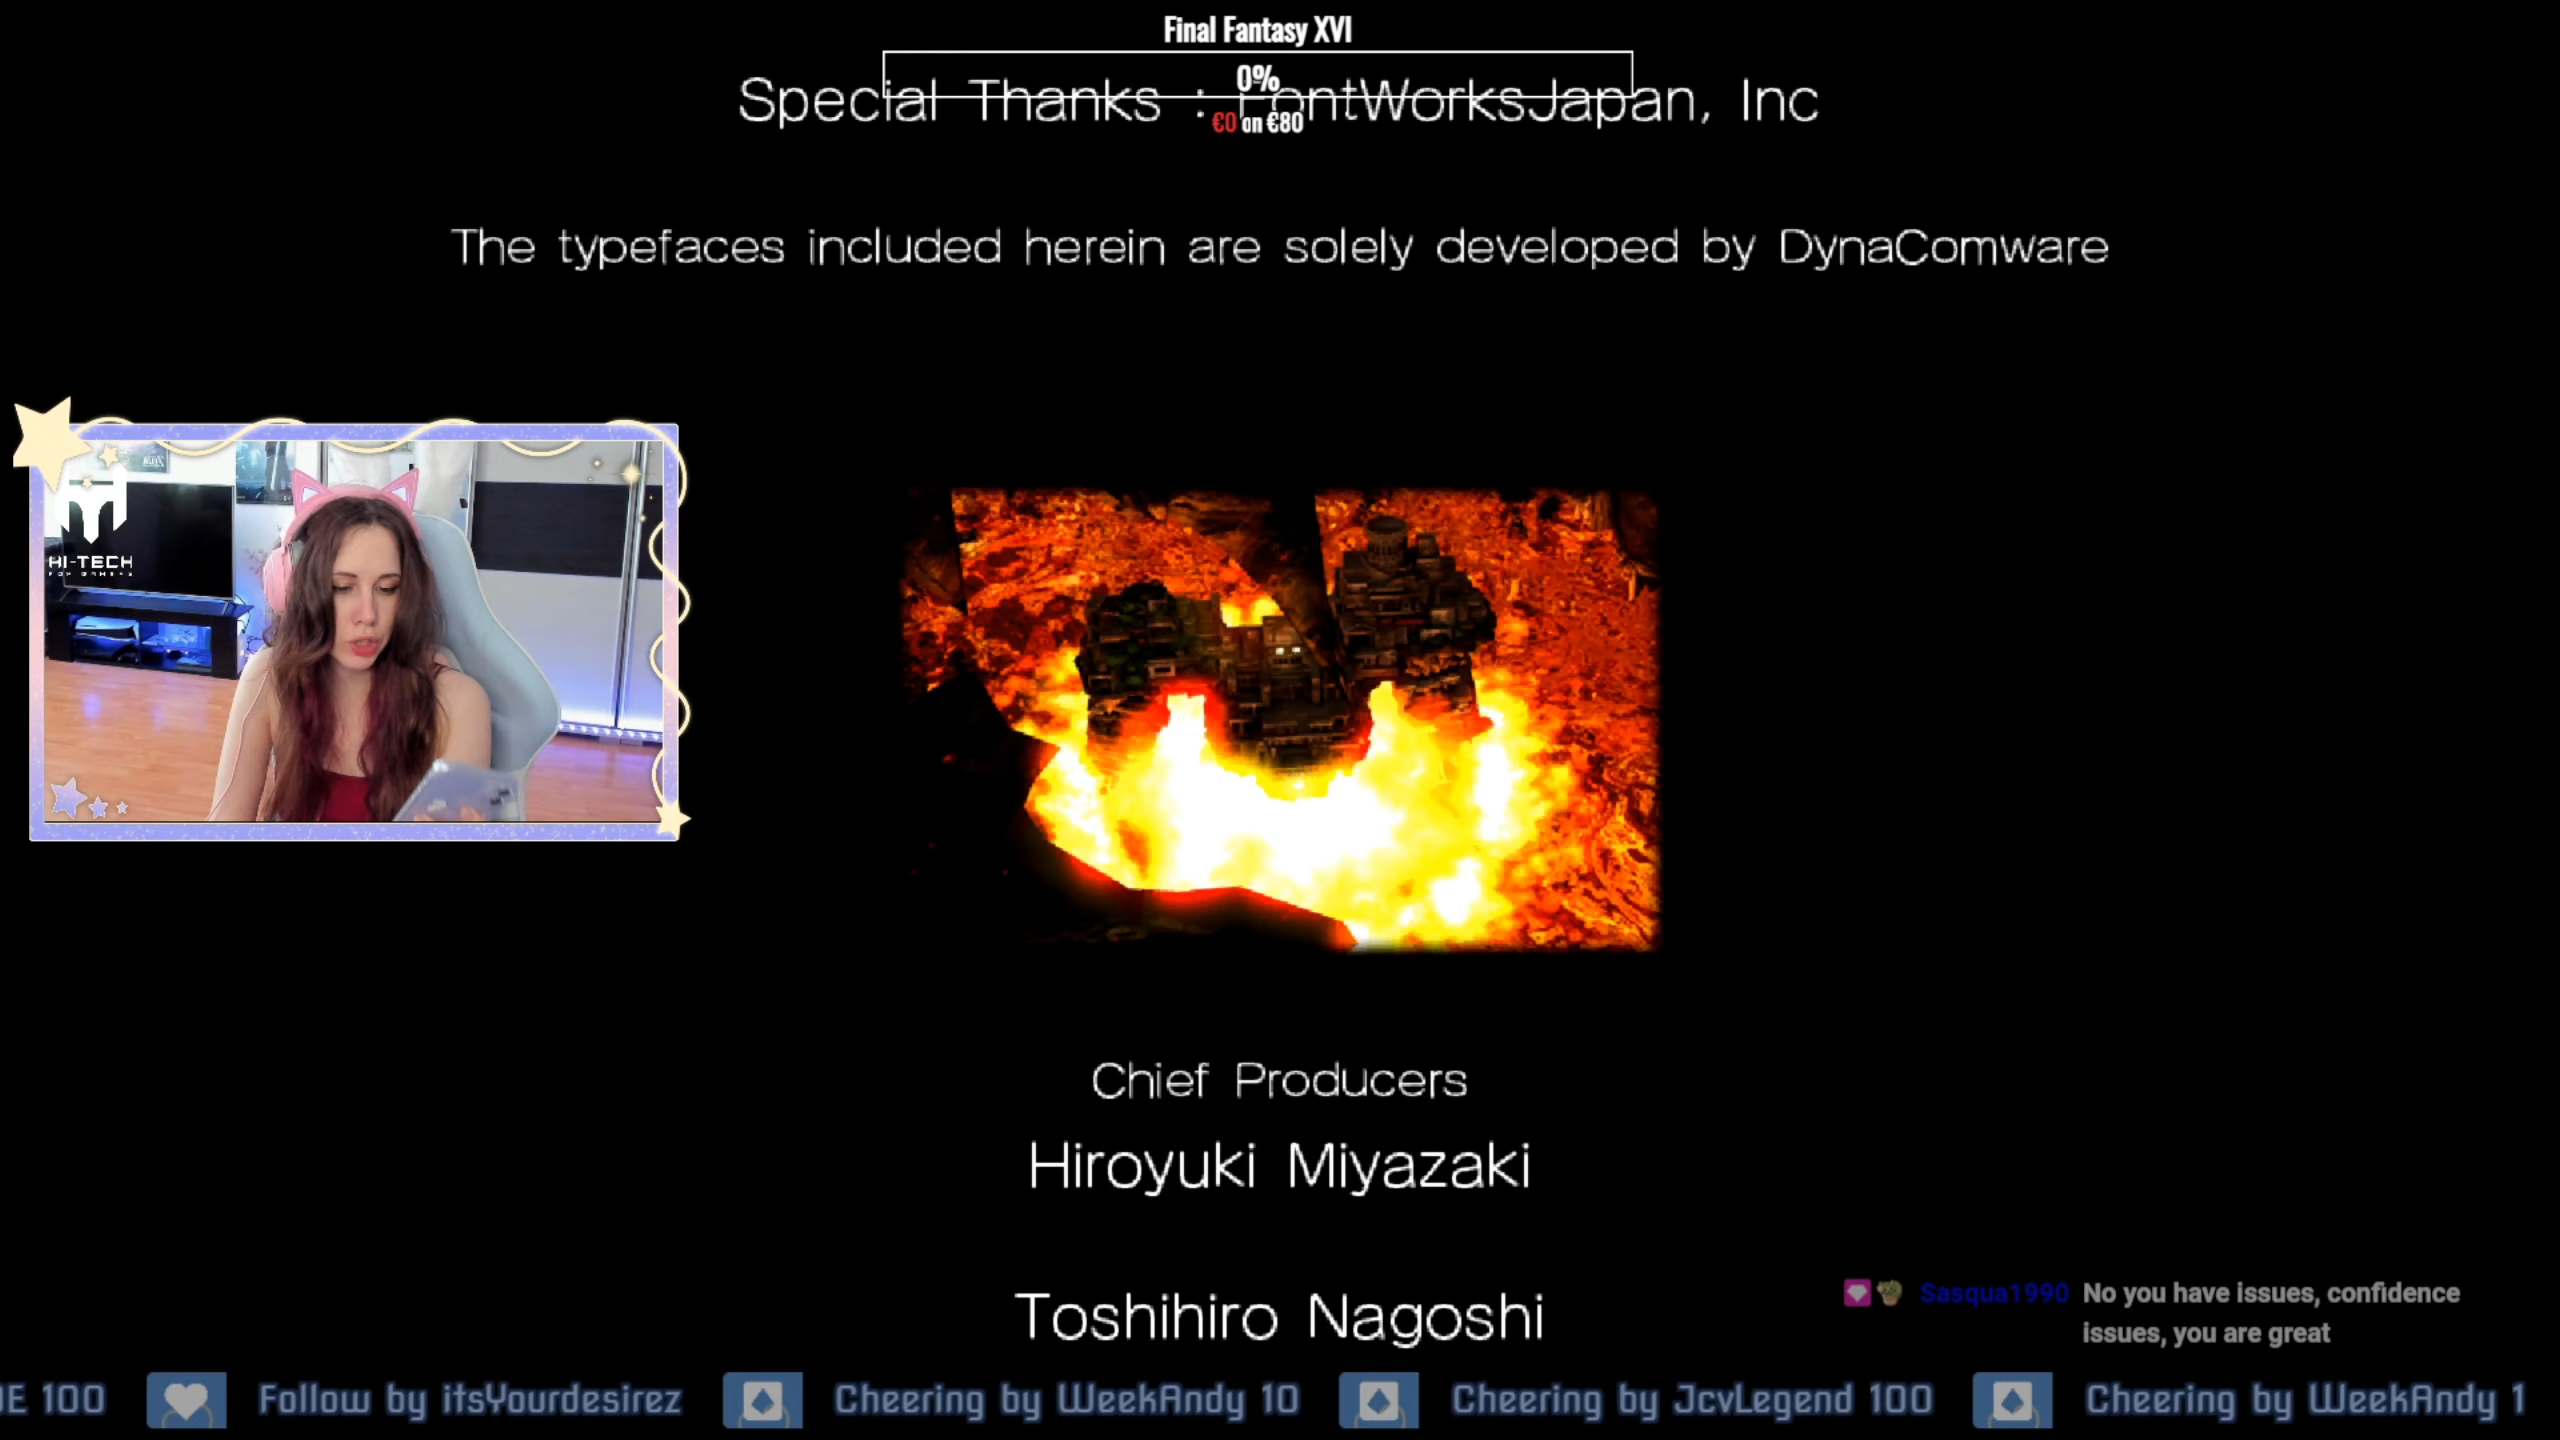 Final Fantasy XVI
0%
€0 on €80
Special Thanks : FontWorksJapan, Inc
The typefaces included herein are solely developed by DynaComware
HI-TECH
FOR GAMERS
Chief Producers
Hiroyuki Miyazaki
Toshihiro Nagoshi
Sasqua1990 No you have issues, confidence
issues, you are great
E 100 Follow by itsYourdesirez Cheering by WeekAndy 10 Cheering by JcvLegend 100 Cheering by WeekAndy 1